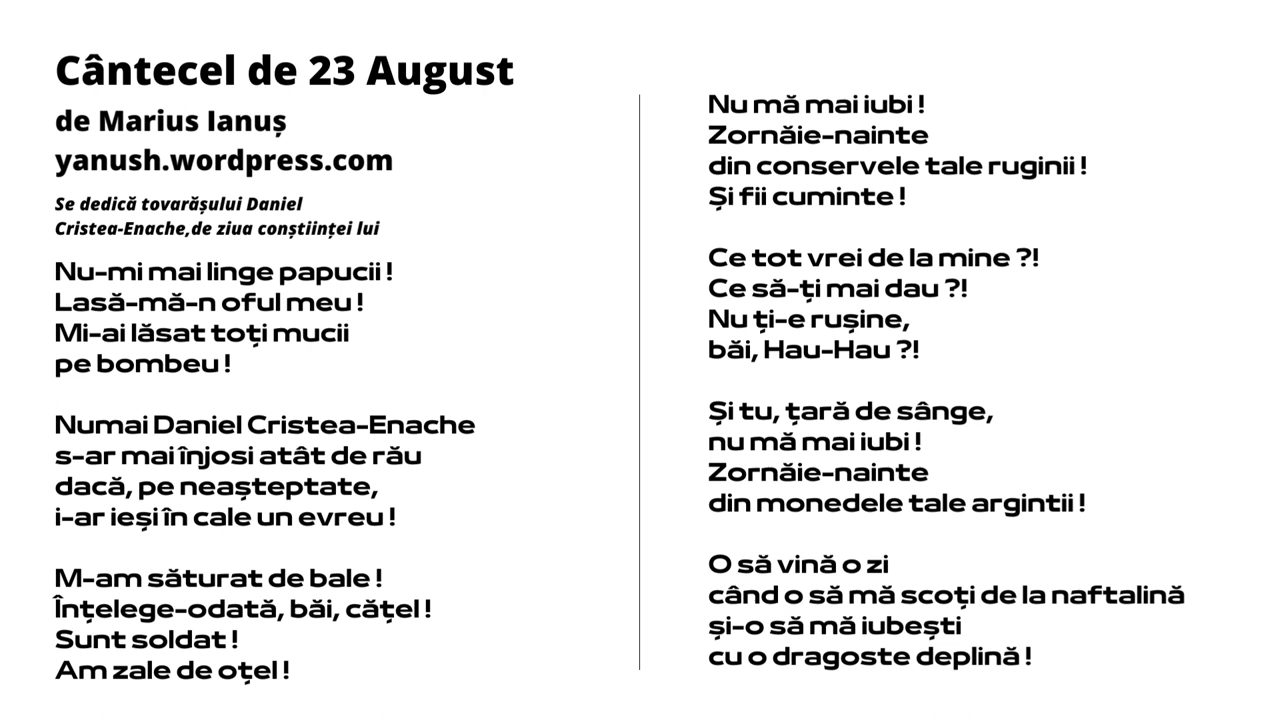 Cântecel de 23 August
de Marius Ianuș
yanush.wordpress.com
Se dedică tovarășului Daniel
Cristea-Enache,de ziua conștiinței lui
Nu-mi mai linge papucii !
Lasă-mă-n oful meu !
Mi-ai lăsat toți mucii
pe bombeu !
Numai Daniel Cristea-Enache
s-ar mai înjosi atât de rău
dacă, pe neașteptate,
i-ar ieși în cale un evreu !
M-am săturat de bale !
Înțelege-odată, băi, cățel !
Sunt soldat !
Am zale de oțel !
Nu mă mai iubi !
Zornăie-nainte
din conservele tale ruginii !
Și fii cuminte !
Ce tot vrei de la mine ?!
Ce să-ți mai dau ?!
Nu ți-e rușine,
băi, Hau-Hau ?!
Și tu, țară de sânge,
nu mă mai iubi !
Zornăie-nainte
din monedele tale argintii !
O să vină o zi
când o să mă scoți de la naftalină
și-o să mă iubești
cu o dragoste deplină !